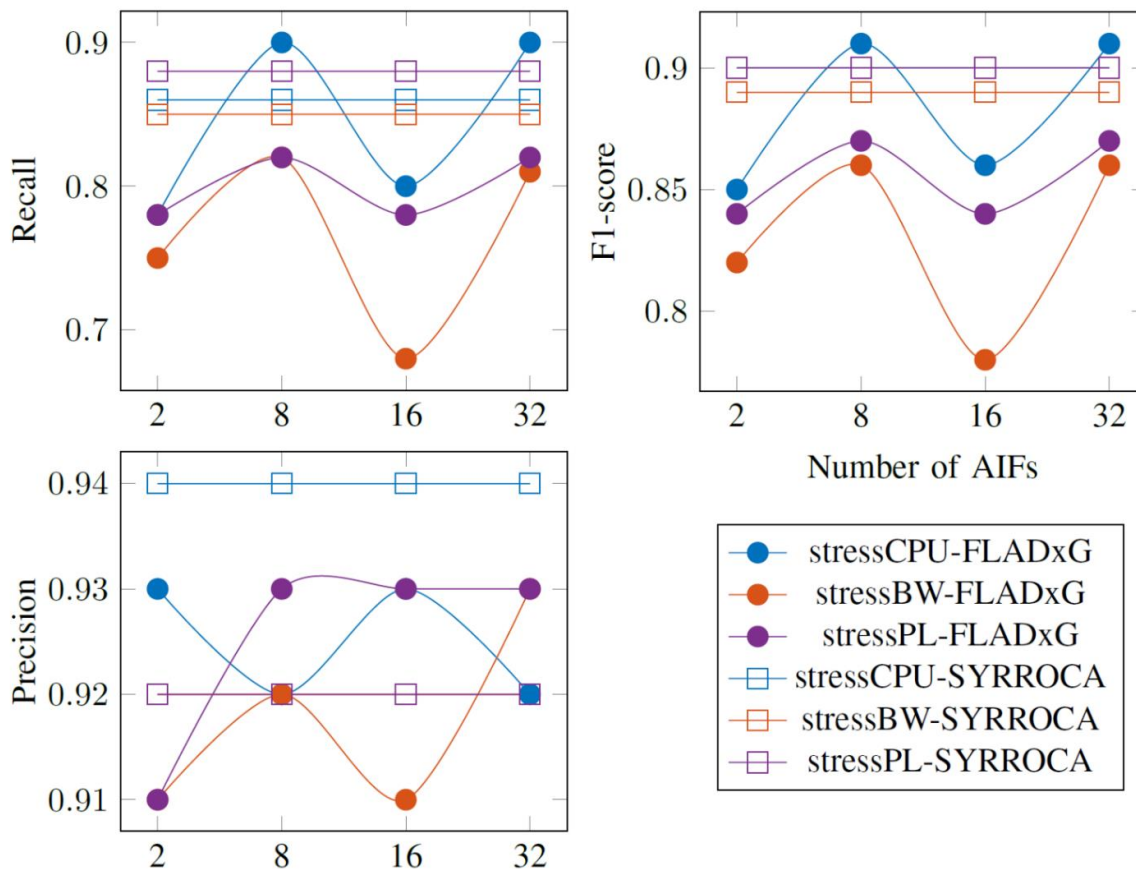 0.9
0.8
0.7
Recall
2 8 16 32
0.9
0.85
0.8
F1-score
2 8 16 32
Number of AIFs
0.94
0.93
0.92
0.91
Precision
2 8 16 32
stressCPU-FLADxG
stressBW-FLADxG
stressPL-FLADxG
stressCPU-SYRROCA
stressBW-SYRROCA
stressPL-SYRROCA